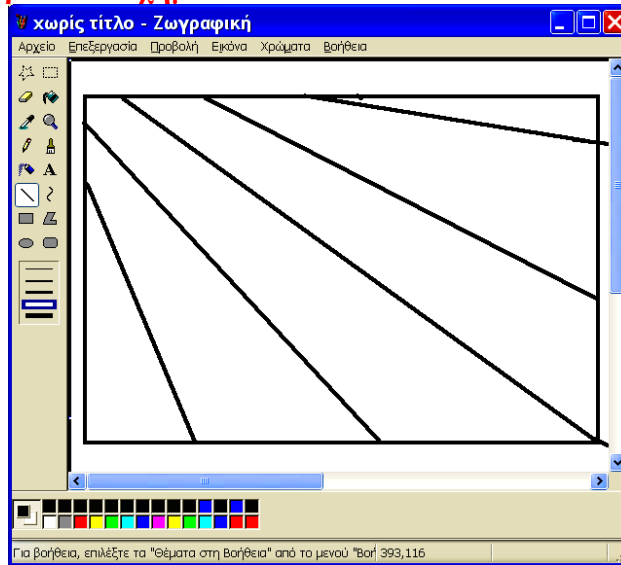 χωρίς τίτλο - Ζωγραφική
Αρχείο Επεξεργασία Προβολή Εικόνα Χρώματα Βοήθεια
A
Για βοήθεια, επιλέξτε τα "Θέματα στη Βοήθεια" από το μενού "Βοη 393,116